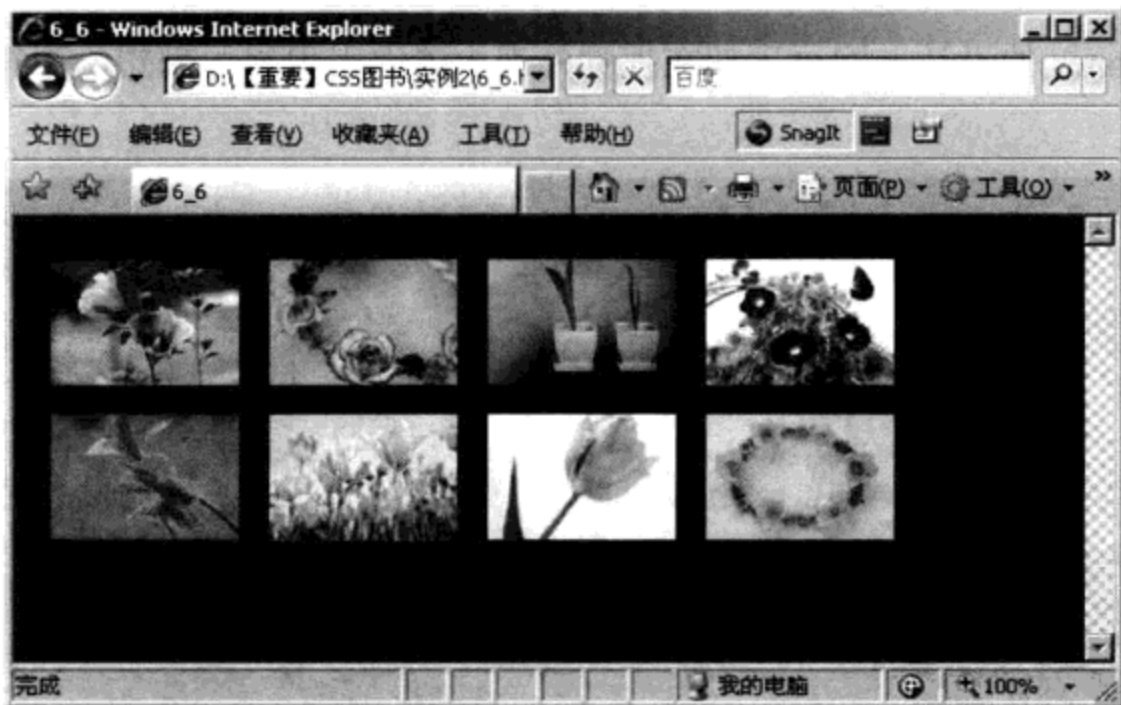 6_6 - Windows Internet Explorer
D:\【重要】CSS图书\实例2\6_6.h
百度
文件(F) 编辑(E) 查看(V) 收藏夹(A) 工具(T) 帮助(H) SnagIt
6_6 页面(P) 工具(O) »
完成 我的电脑 100%